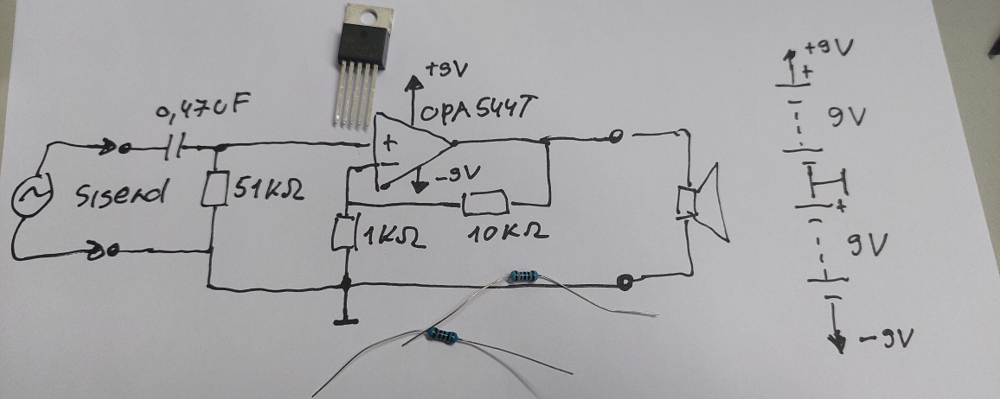 0,47uF
+9V
OPA544T
+
-
-9V
Sisend
51KΩ
1KΩ
10KΩ
+9V
+
9V
+
9V
-9V